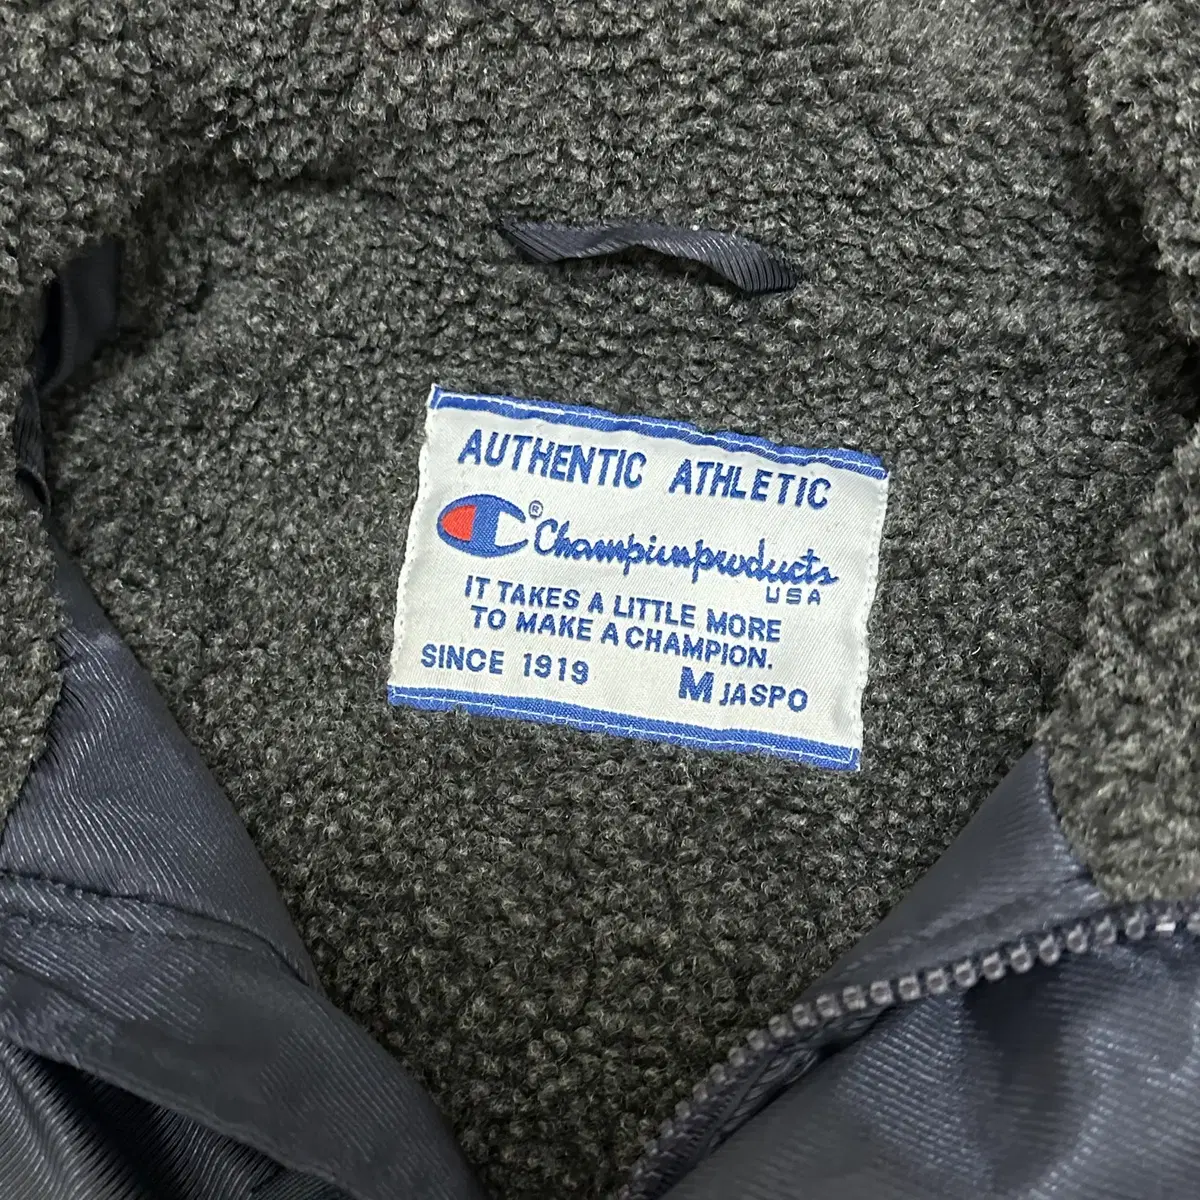 AUTHENTIC ATHLETIC
® Championproducts
USA
IT TAKES A LITTLE MORE
TO MAKE A CHAMPION.
SINCE 1919 M JASPO